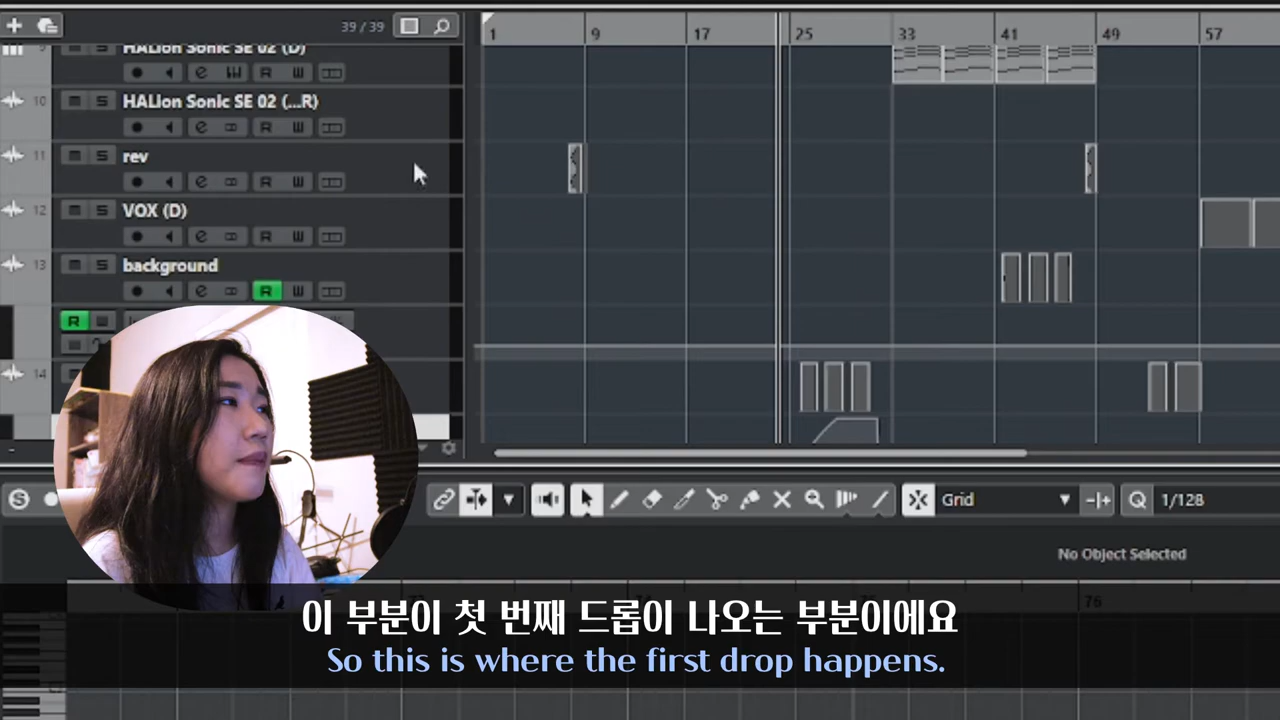 39 / 39
1 9 17 25 33 41 49 57
HALion Sonic SE 02 (D)
10 HALion Sonic SE 02 (...R)
11 rev
12 VOX (D)
13 background
R
R
14
Grid
Q 1/128
No Object Selected
76
이 부분이 첫 번째 드롭이 나오는 부분이에요
So this is where the first drop happens.